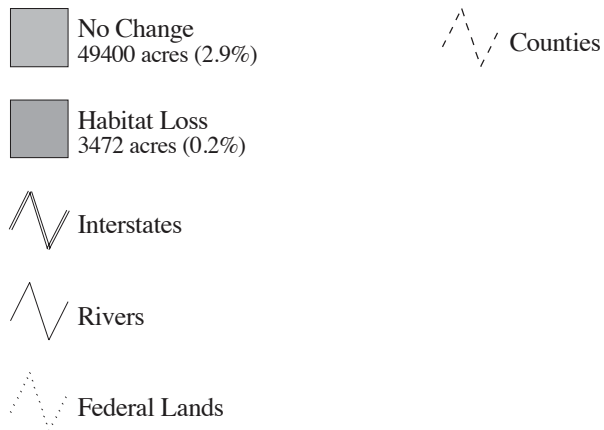 No Change
49400 acres (2.9%)
Counties
Habitat Loss
3472 acres (0.2%)
Interstates
Rivers
Federal Lands